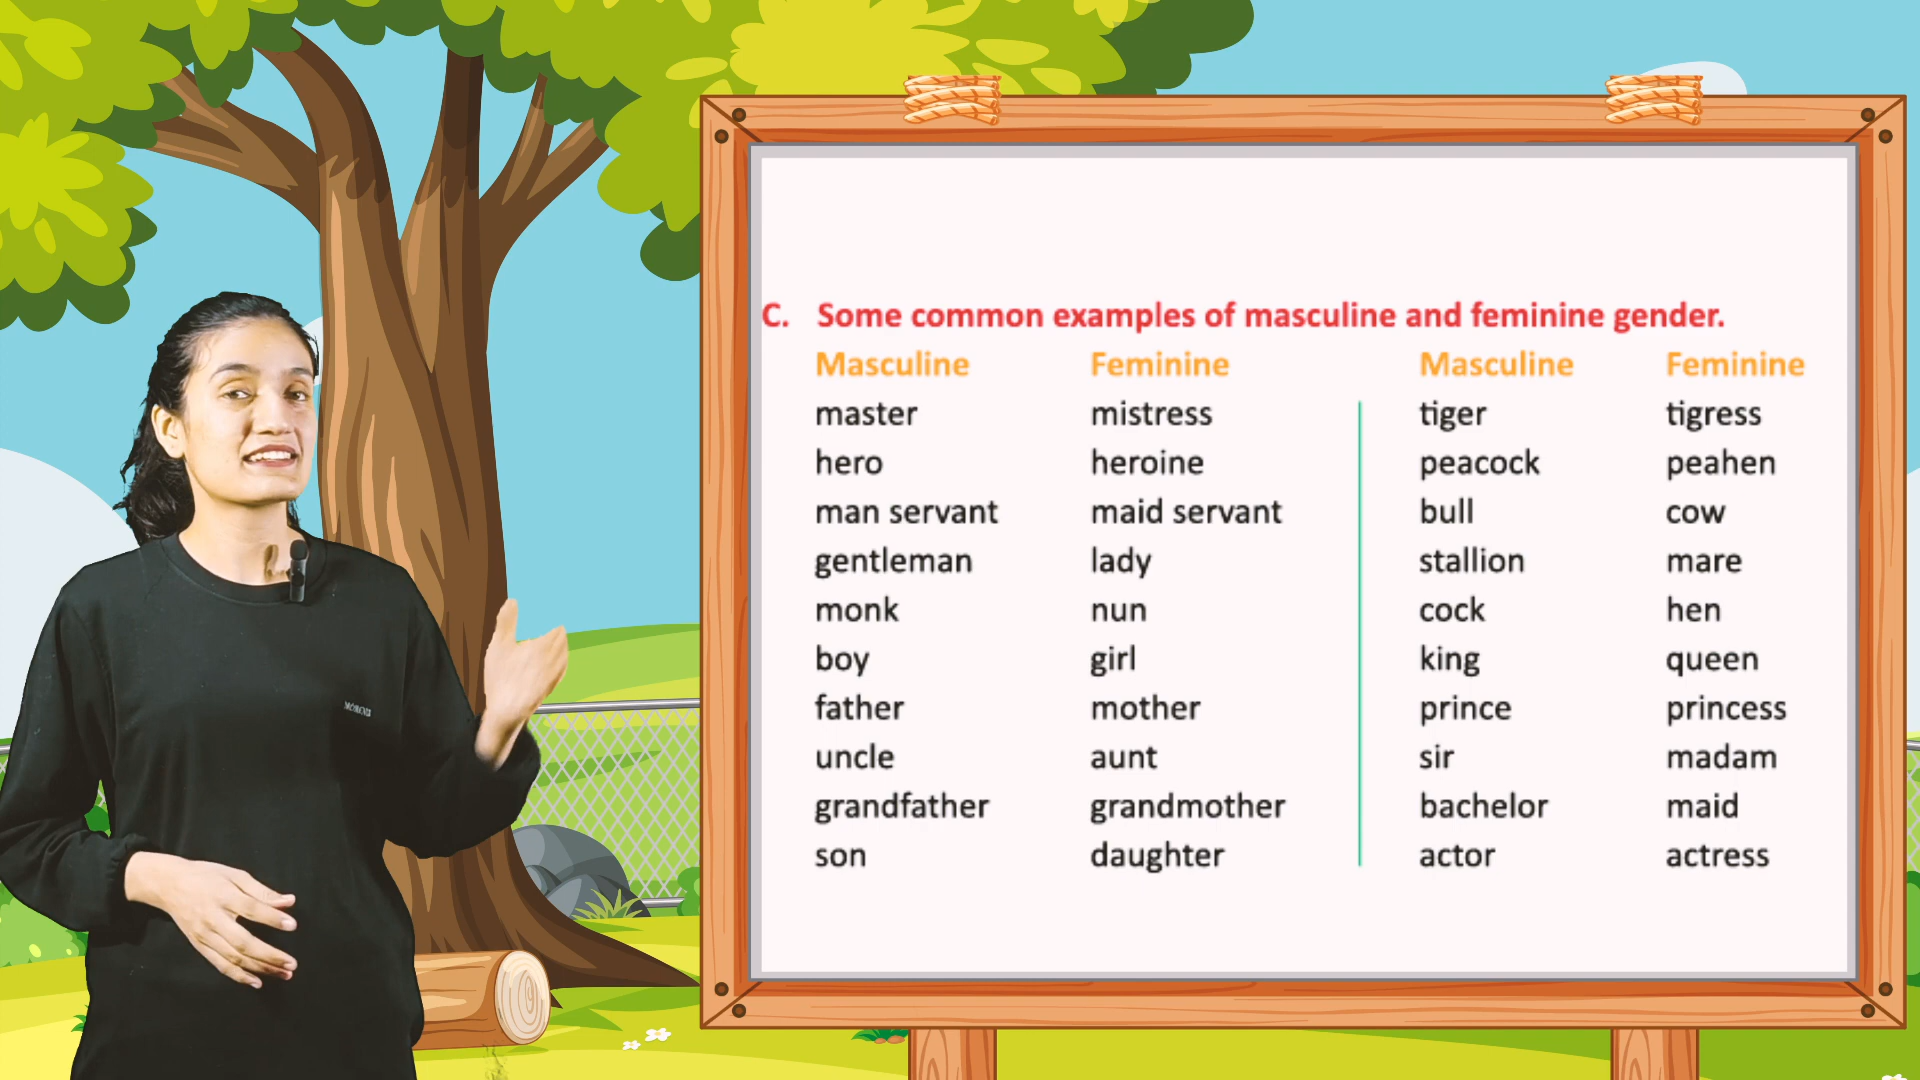 C. Some common examples of masculine and feminine gender.
Masculine Feminine Masculine Feminine
master mistress tiger tigress
hero heroine peacock peahen
man servant maid servant bull cow
gentleman lady stallion mare
monk nun cock hen
boy girl king queen
father mother prince princess
uncle aunt sir madam
grandfather grandmother bachelor maid
son daughter actor actress